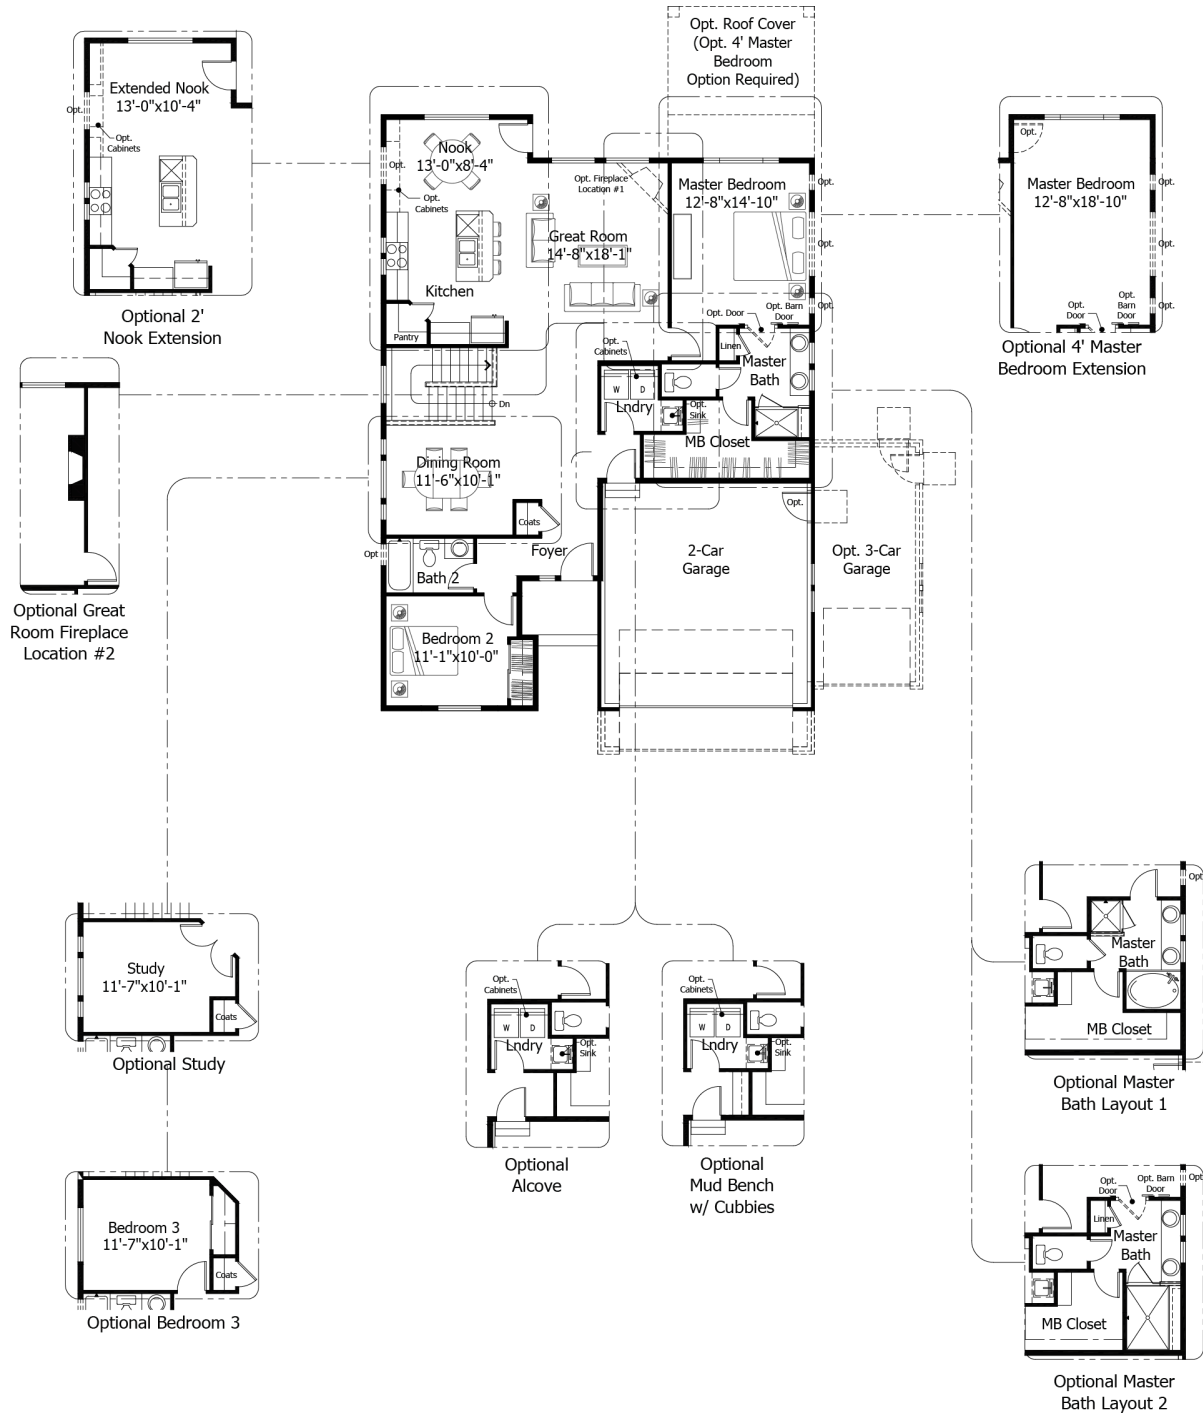 Opt. Roof Cover
(Opt. 4' Master
Bedroom
Option Required)
Extended Nook
13'-0"x10'-4"
Opt.
Opt.
Cabinets
Optional 2'
Nook Extension
Nook
13'-0"x8'-4"
Opt.
Opt.
Cabinets
Kitchen
Pantry
Opt. Fireplace
Location #1
Great Room
14'-8"x18'-1"
Master Bedroom
12'-8"x14'-10"
Opt.
Opt.
Opt.
Opt. Door
Opt. Barn
Door
Opt.
Master Bedroom
12'-8"x18'-10"
Opt.
Opt.
Opt.
Opt.
Door
Opt.
Barn
Door
Optional 4' Master
Bedroom Extension
Linen
Master
Bath
Opt.
Cabinets
W
D
Lndry
Opt.
Sink
MB Closet
Dn
Dining Room
11'-6"x10'-1"
Coats
Foyer
Opt
Bath 2
Bedroom 2
11'-1"x10'-0"
2-Car
Garage
Opt.
Opt. 3-Car
Garage
Optional Great
Room Fireplace
Location #2
Study
11'-7"x10'-1"
Coats
Optional Study
Bedroom 3
11'-7"x10'-1"
Coats
Optional Bedroom 3
Opt.
Cabinets
W
D
Lndry
Opt.
Sink
Optional
Alcove
Opt.
Cabinets
W
D
Lndry
Opt.
Sink
Optional
Mud Bench
w/ Cubbies
Opt
Master
Bath
MB Closet
Optional Master
Bath Layout 1
Opt.
Door
Opt. Barn
Door
Opt
Linen
Master
Bath
MB Closet
Optional Master
Bath Layout 2